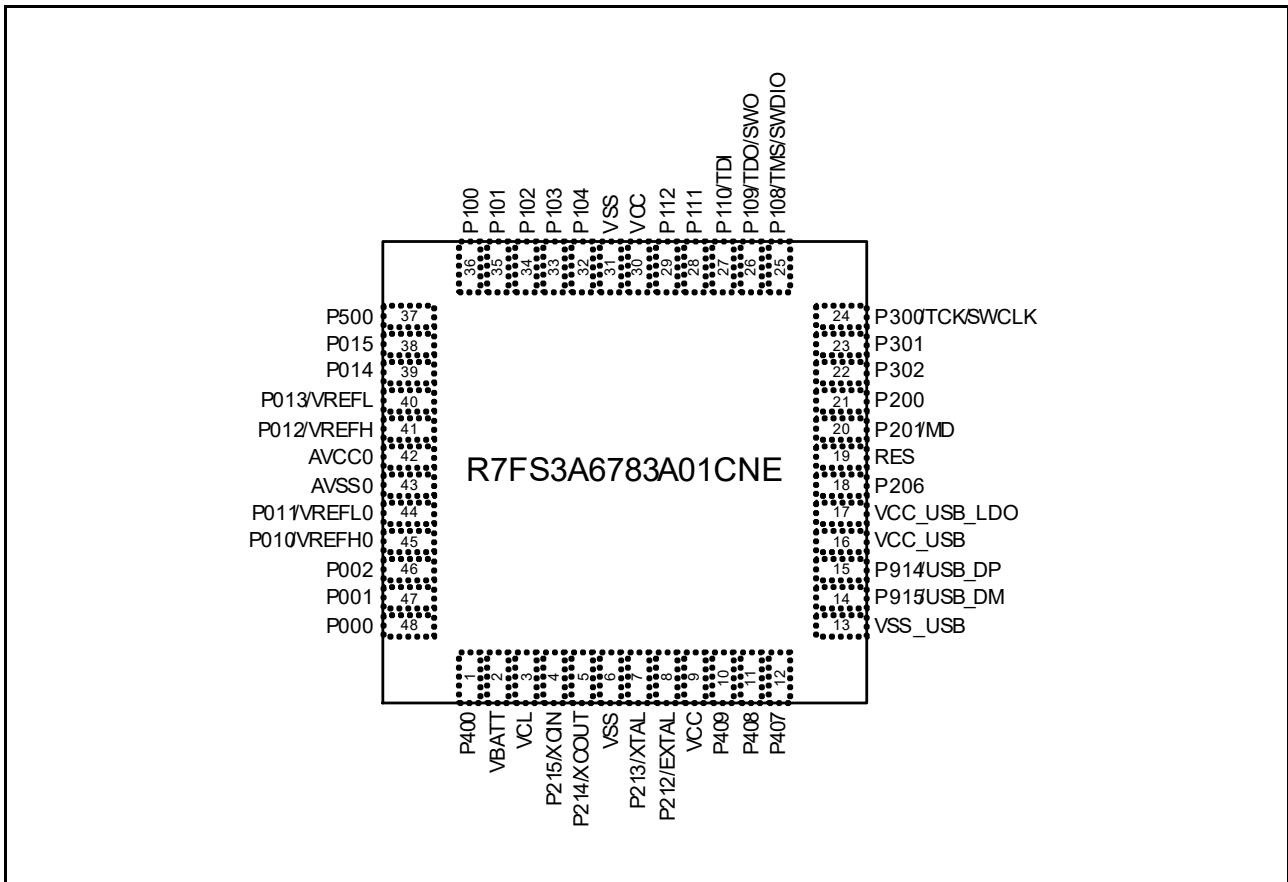 P100
P101
P102
P103
P104
VSS
VCC
P112
P111
P110/TDI
P109/TDO/SWO
P108/TMS/SWDIO
36
35
34
33
32
31
30
29
28
27
26
25
P500 37
P015 38
P014 39
P013/VREFL 40
P012/VREFH 41
AVCC0 42
AVSS0 43
P011/VREFL0 44
P010/VREFH0 45
P002 46
P001 47
P000 48
R7FS3A6783A01CNE
24 P300/TCK/SWCLK
23 P301
22 P302
21 P200
20 P201/MD
19 RES
18 P206
17 VCC_USB_LDO
16 VCC_USB
15 P914/USB_DP
14 P915/USB_DM
13 VSS_USB
1
2
3
4
5
6
7
8
9
10
11
12
P400
VBATT
VCL
P215/XCIN
P214/XCOUT
VSS
P213/XTAL
P212/EXTAL
VCC
P409
P408
P407